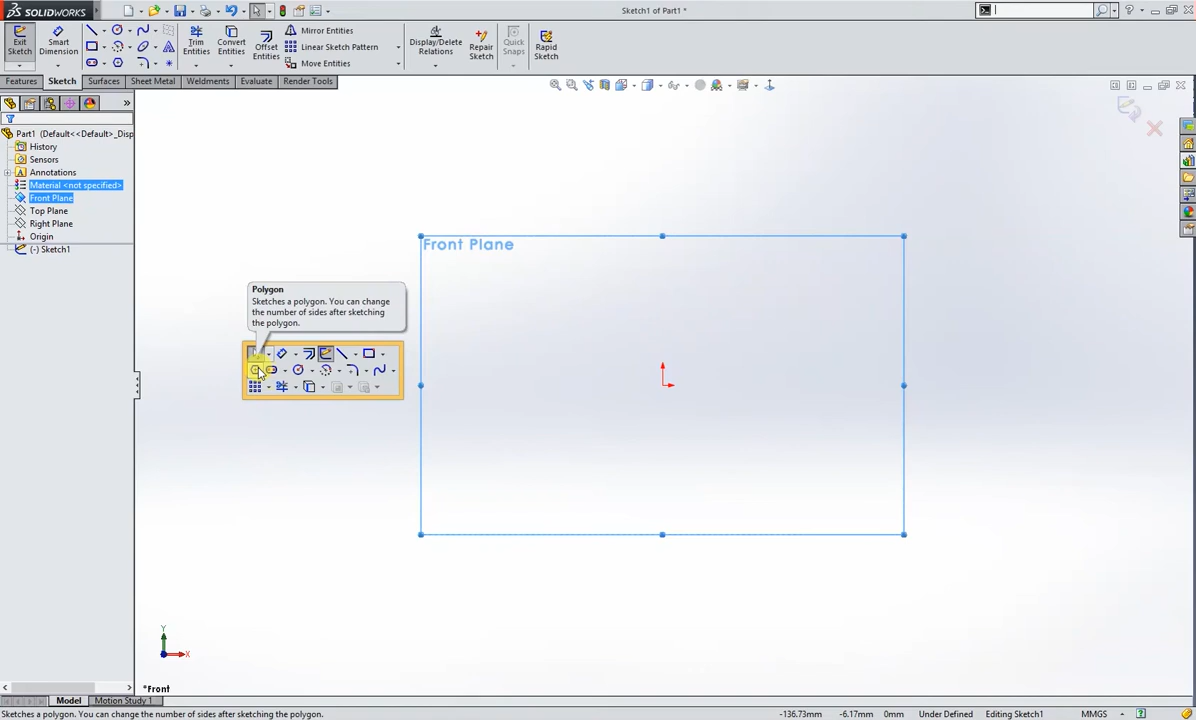 SOLIDWORKS
Sketch1 of Part1 *
Exit Sketch
Smart Dimension
Trim Entities
Convert Entities
Offset Entities
Mirror Entities
Linear Sketch Pattern
Move Entities
Display/Delete Relations
Repair Sketch
Quick Snaps
Rapid Sketch
Features
Sketch
Surfaces
Sheet Metal
Weldments
Evaluate
Render Tools
Part1 (Default<<Default>_Disp
History
Sensors
Annotations
Material <not specified>
Front Plane
Top Plane
Right Plane
Origin
(-) Sketch1
Front Plane
Polygon
Sketches a polygon. You can change
the number of sides after sketching
the polygon.
Y
X
*Front
Model
Motion Study 1
Sketches a polygon. You can change the number of sides after sketching the polygon.
-136.73mm
-6.17mm
0mm
Under Defined
Editing Sketch1
MMGS